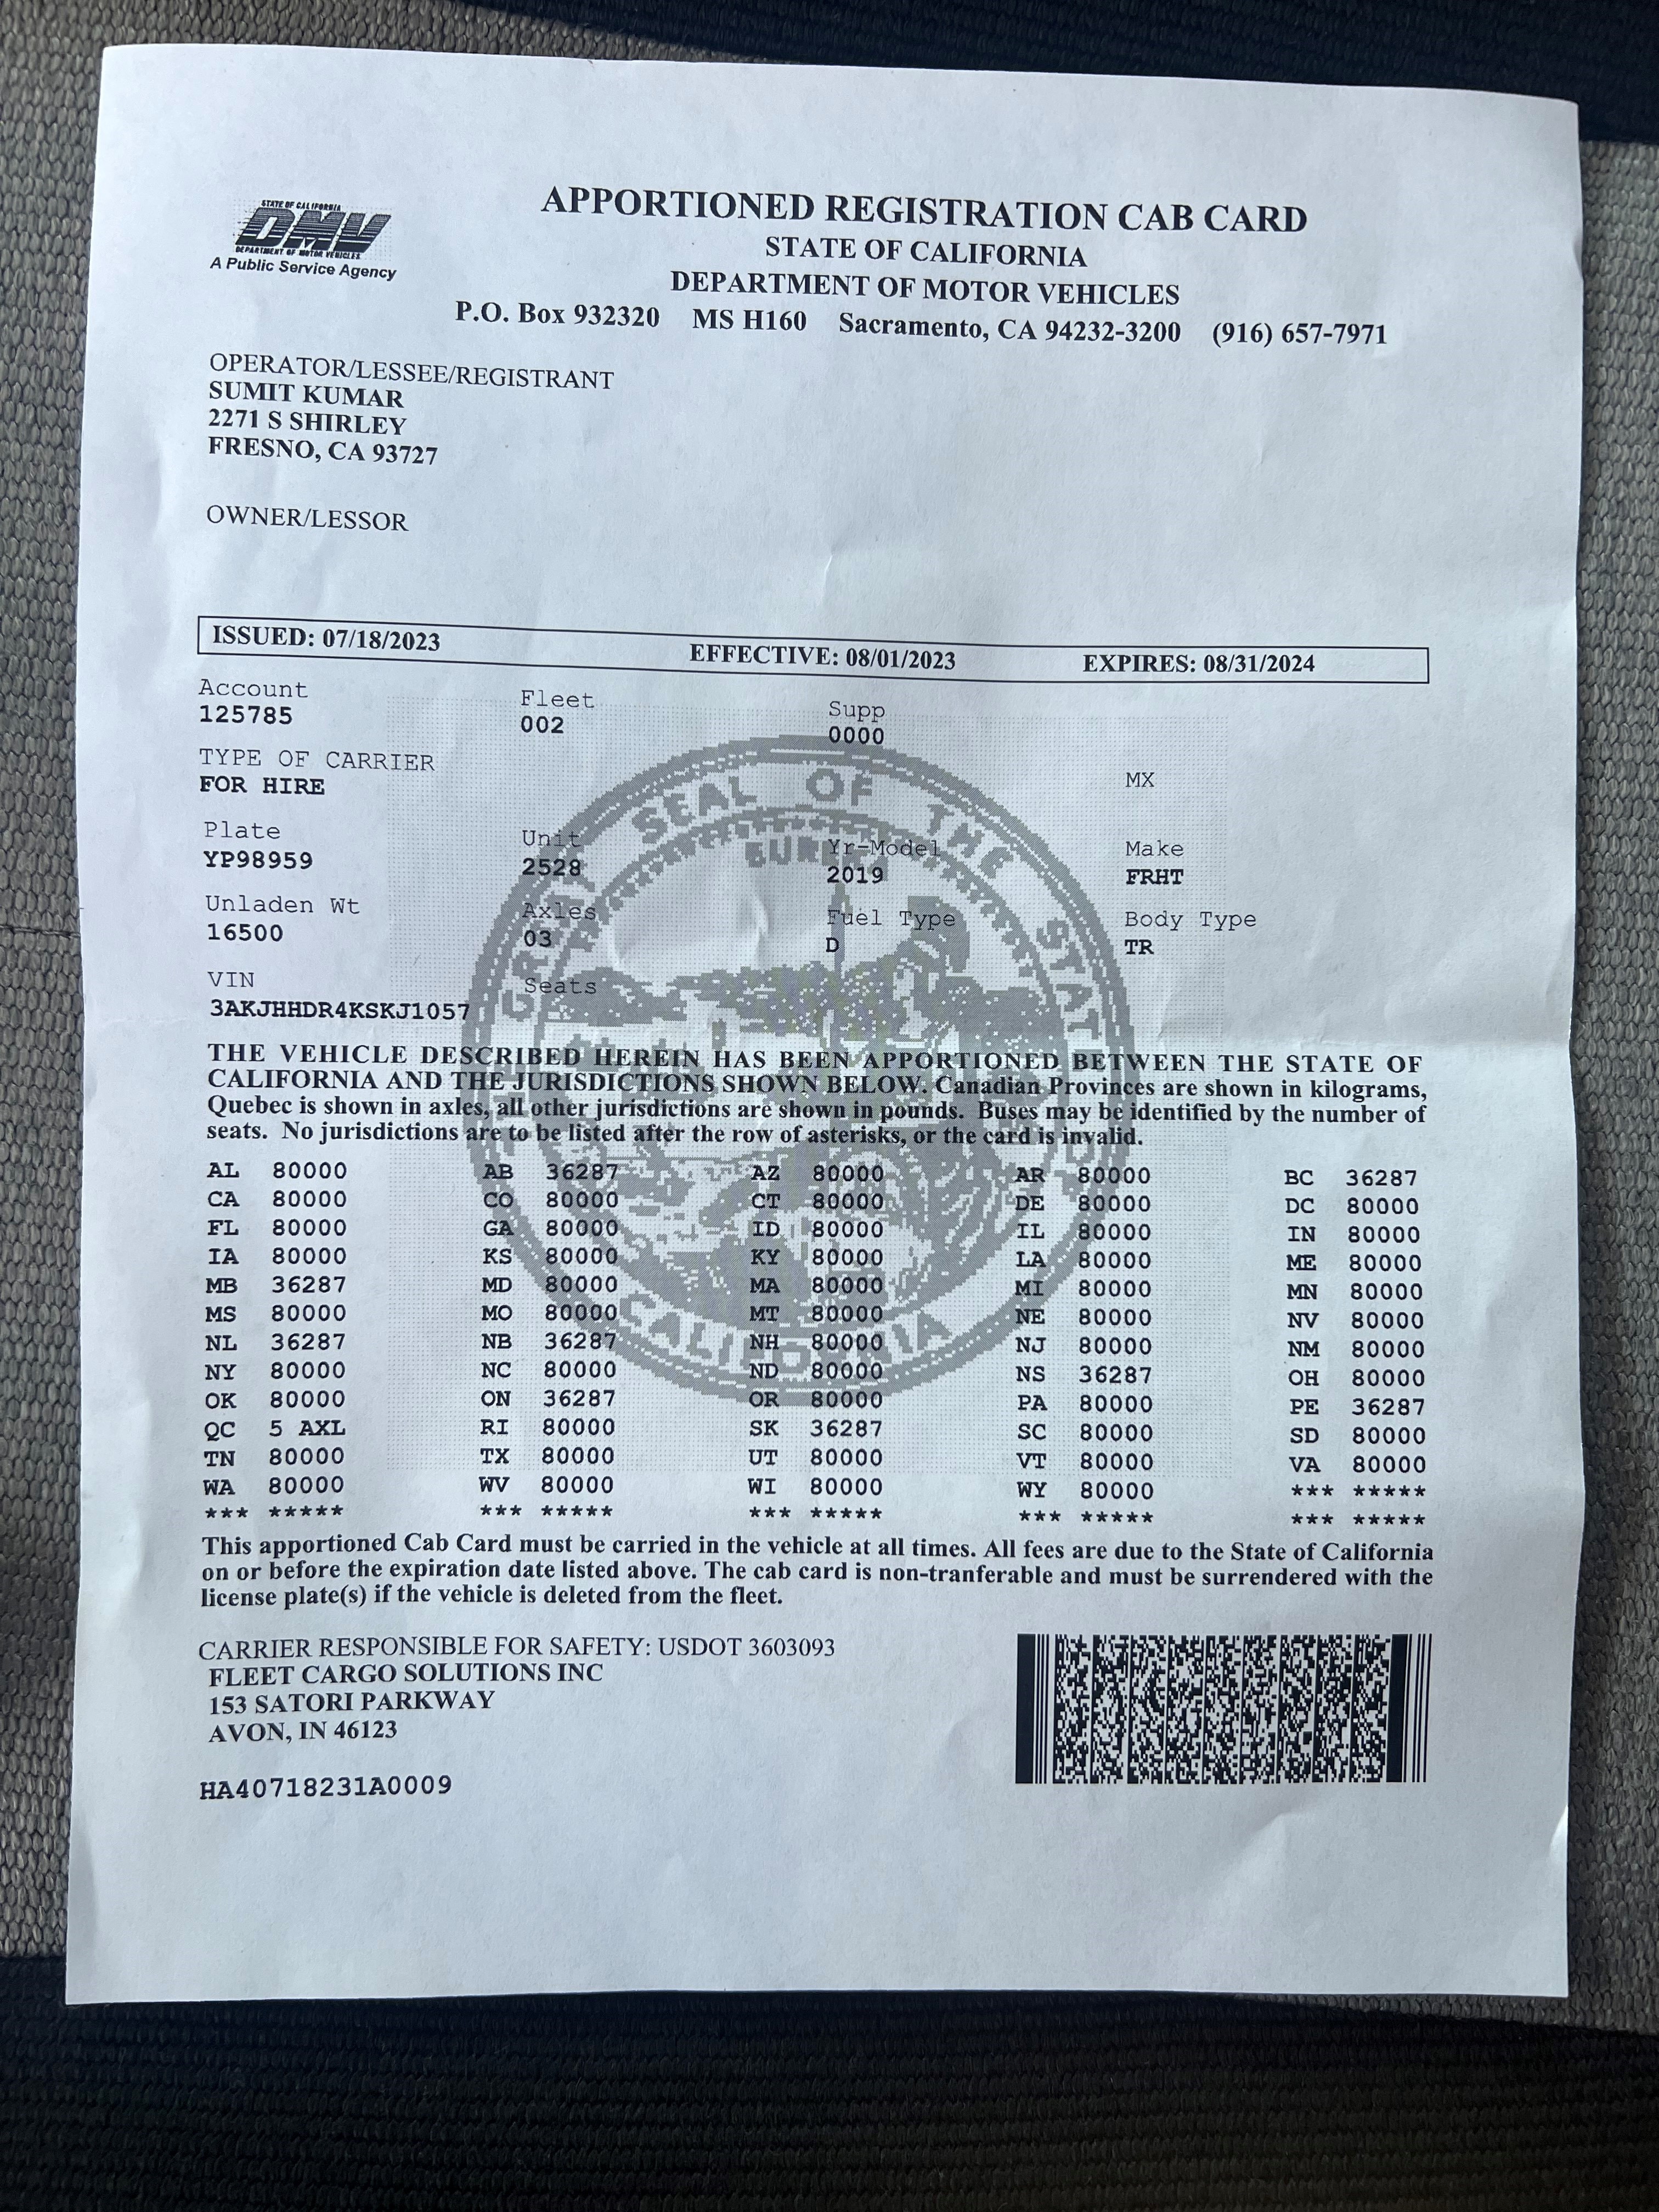 STATE OF CALIFORNIA
DMV
DEPARTMENT OF MOTOR VEHICLES
A Public Service Agency
APPORTIONED REGISTRATION CAB CARD
STATE OF CALIFORNIA
DEPARTMENT OF MOTOR VEHICLES
P.O. Box 932320 MS H160 Sacramento, CA 94232-3200 (916) 657-7971
OPERATOR/LESSEE/REGISTRANT
SUMIT KUMAR
2271 S SHIRLEY
FRESNO, CA 93727
OWNER/LESSOR
ISSUED: 07/18/2023 EFFECTIVE: 08/01/2023 EXPIRES: 08/31/2024
Account Fleet Supp
125785 002 0000
TYPE OF CARRIER MX
FOR HIRE
Plate Unit Yr-Model Make
YP98959 2528 2019 FRHT
Unladen Wt Axles Fuel Type Body Type
16500 03 D TR
VIN Seats
3AKJHHDR4KSKJ1057
THE VEHICLE DESCRIBED HEREIN HAS BEEN APPORTIONED BETWEEN THE STATE OF
CALIFORNIA AND THE JURISDICTIONS SHOWN BELOW. Canadian Provinces are shown in kilograms,
Quebec is shown in axles, all other jurisdictions are shown in pounds. Buses may be identified by the number of
seats. No jurisdictions are to be listed after the row of asterisks, or the card is invalid.
AL 80000 AB 36287 AZ 80000 AR 80000 BC 36287
CA 80000 CO 80000 CT 80000 DE 80000 DC 80000
FL 80000 GA 80000 ID 80000 IL 80000 IN 80000
IA 80000 KS 80000 KY 80000 LA 80000 ME 80000
MB 36287 MD 80000 MA 80000 MI 80000 MN 80000
MS 80000 MO 80000 MT 80000 NE 80000 NV 80000
NL 36287 NB 36287 NH 80000 NJ 80000 NM 80000
NY 80000 NC 80000 ND 80000 NS 36287 OH 80000
OK 80000 ON 36287 OR 80000 PA 80000 PE 36287
QC 5 AXL RI 80000 SK 36287 SC 80000 SD 80000
TN 80000 TX 80000 UT 80000 VT 80000 VA 80000
WA 80000 WV 80000 WI 80000 WY 80000 *** *****
*** ***** *** ***** *** ***** *** ***** *** *****
This apportioned Cab Card must be carried in the vehicle at all times. All fees are due to the State of California
on or before the expiration date listed above. The cab card is non-tranferable and must be surrendered with the
license plate(s) if the vehicle is deleted from the fleet.
CARRIER RESPONSIBLE FOR SAFETY: USDOT 3603093
FLEET CARGO SOLUTIONS INC
153 SATORI PARKWAY
AVON, IN 46123
HA40718231A0009
SEAL OF THE
CALIFORNIA